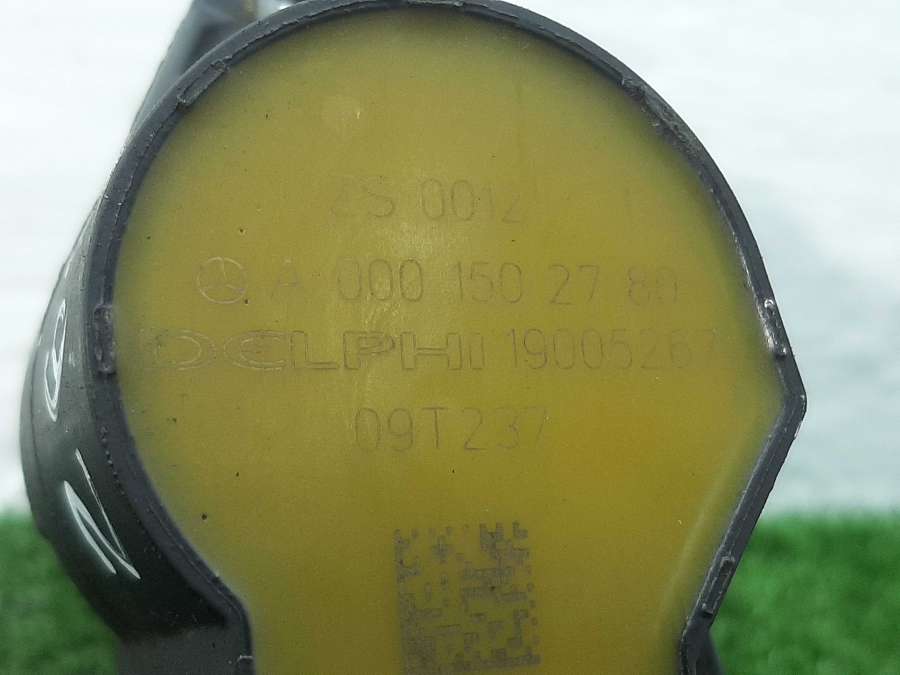 2S 0012
A 000 150 27 80
DELPHI 19005267
09T237